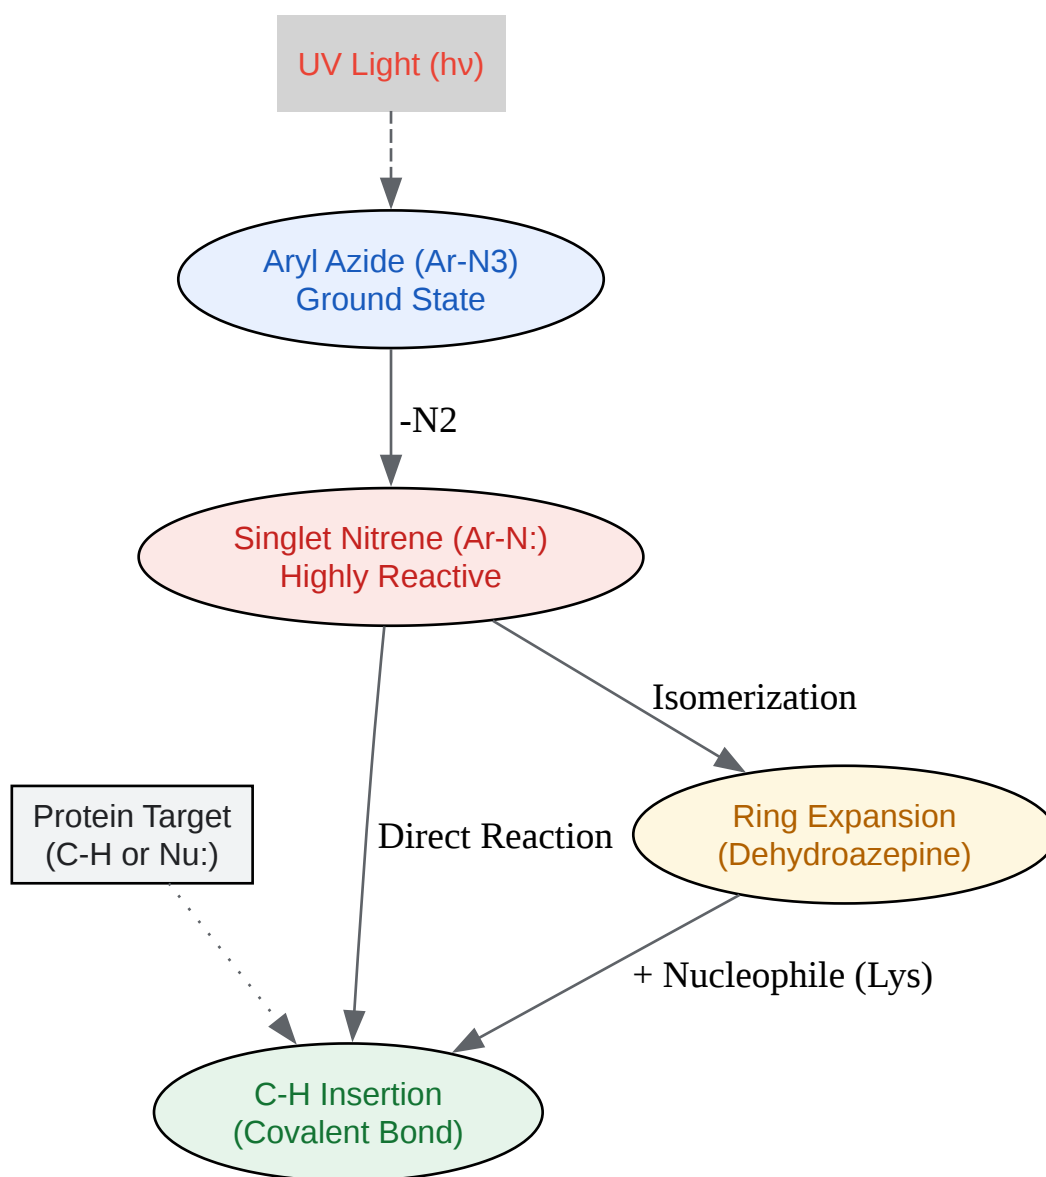 UV Light (hν)
Aryl Azide (Ar-N3)
Ground State
-N2
Singlet Nitrene (Ar-N:)
Highly Reactive
Isomerization
Protein Target
(C-H or Nu:)
Direct Reaction
Ring Expansion
(Dehydroazepine)
+ Nucleophile (Lys)
C-H Insertion
(Covalent Bond)